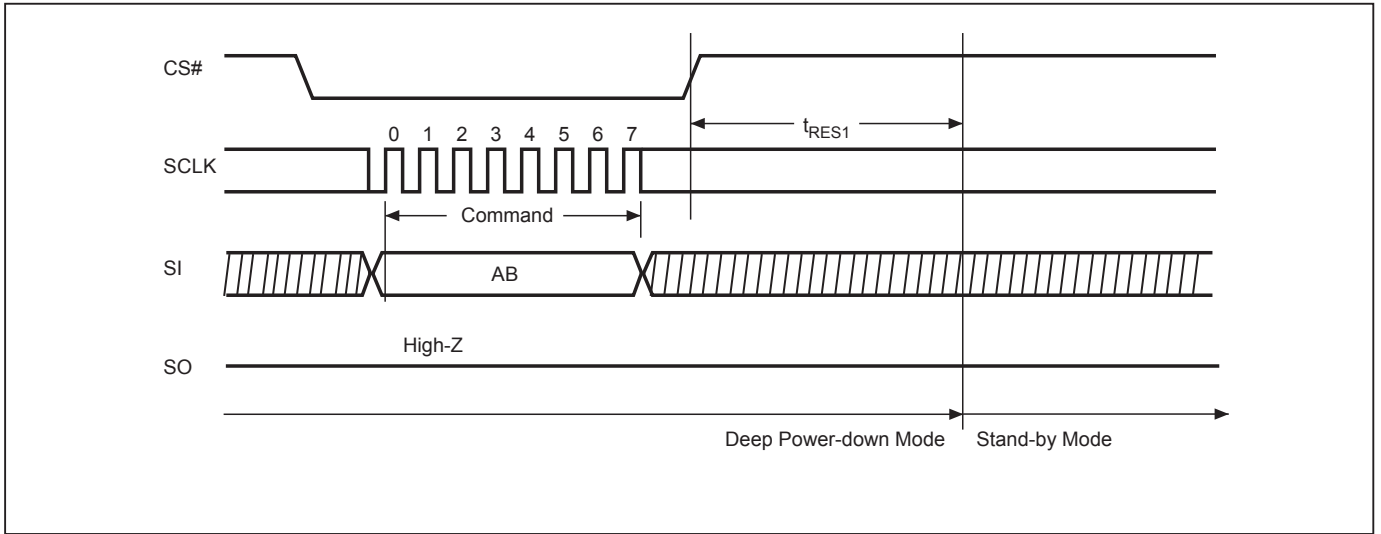 CS#
tRES1
0 1 2 3 4 5 6 7
SCLK
Command
SI
AB
High-Z
SO
Deep Power-down Mode Stand-by Mode